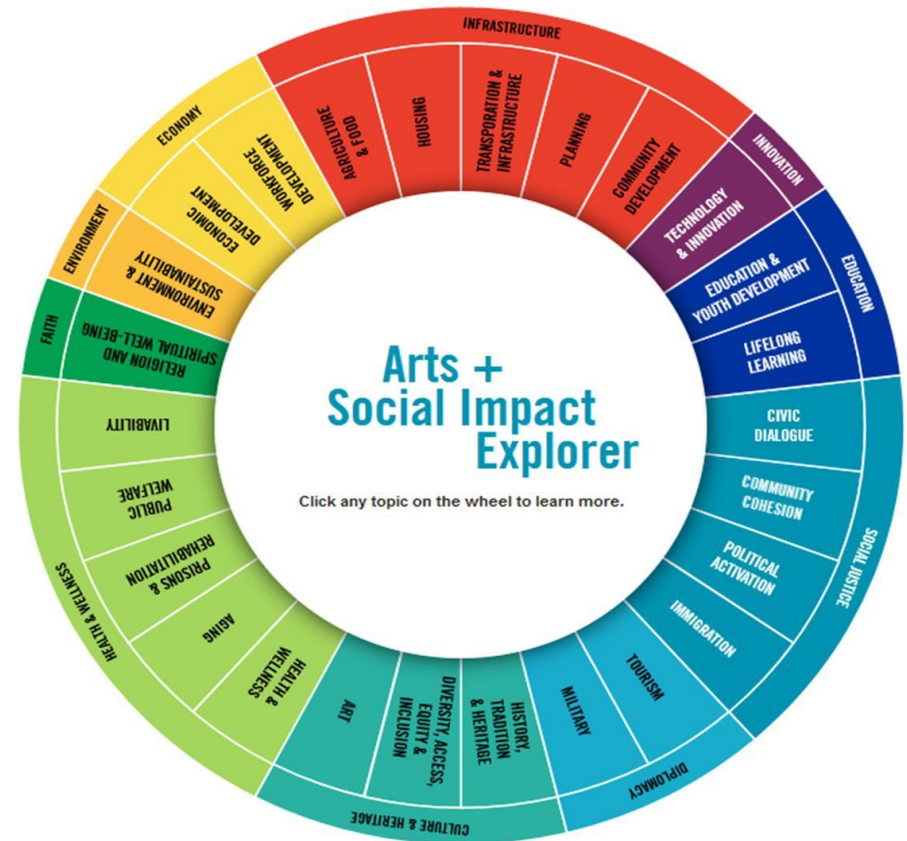 Arts +
Social Impact
Explorer
Click any topic on the wheel to learn more.
INFRASTRUCTURE
AGRICULTURE
& FOOD
HOUSING
TRANSPORATION &
INFRASTRUCTURE
PLANNING
COMMUNITY
DEVELOPMENT
INNOVATION
TECHNOLOGY
& INNOVATION
EDUCATION
EDUCATION &
YOUTH DEVELOPMENT
LIFELONG
LEARNING
SOCIAL JUSTICE
CIVIC
DIALOGUE
COMMUNITY
COHESION
POLITICAL
ACTIVATION
IMMIGRATION
DIPLOMACY
TOURISM
MILITARY
CULTURE & HERITAGE
HISTORY,
TRADITION
& HERITAGE
DIVERSITY, ACCESS,
EQUITY &
INCLUSION
ART
HEALTH & WELLNESS
HEALTH &
WELLNESS
AGING
PRISONS &
REHABILITATION
PUBLIC
WELFARE
LIVABILITY
FAITH
RELIGION AND
SPIRITUAL WELL-BEING
ENVIRONMENT
ENVIRONMENT &
SUSTAINABILITY
ECONOMY
ECONOMIC
DEVELOPMENT
WORKFORCE
DEVELOPMENT